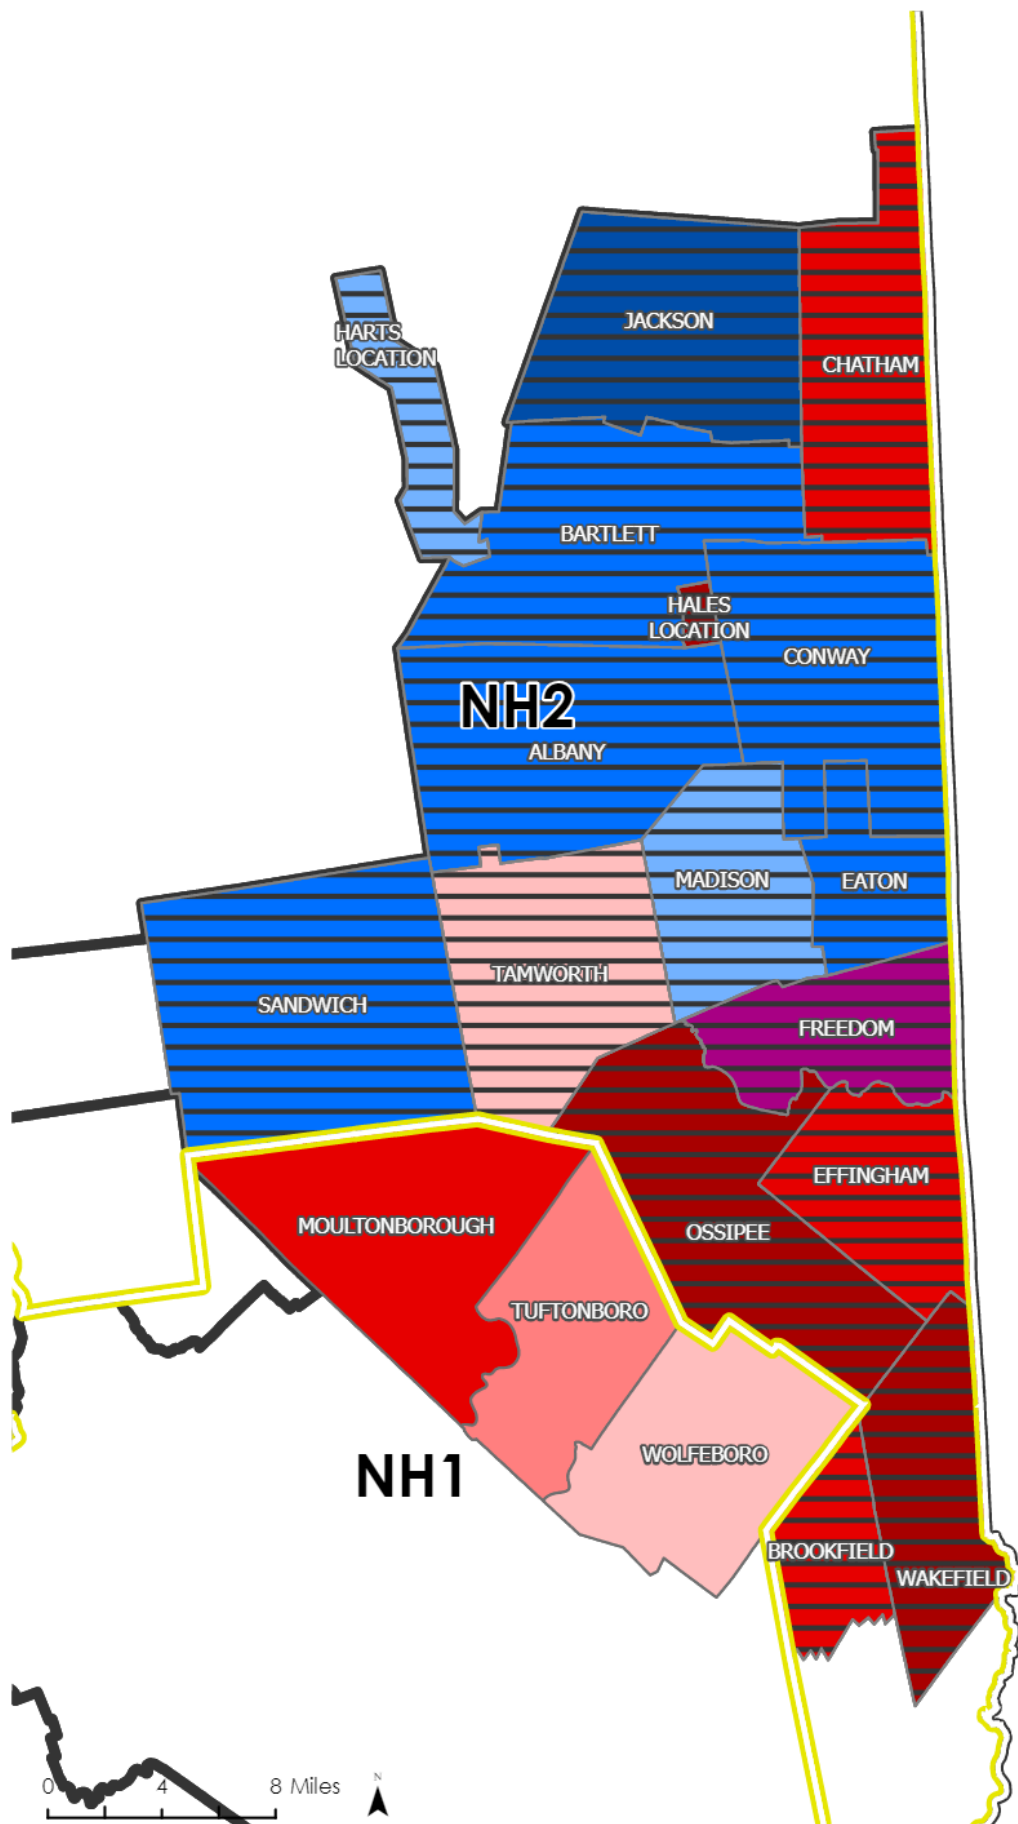 JACKSON
HARTS
LOCATION
CHATHAM
BARTLETT
HALES
LOCATION
CONWAY
NH2
ALBANY
MADISON
EATON
TAMWORTH
SANDWICH
FREEDOM
EFFINGHAM
MOULTONBOROUGH
OSSIPEE
TUFTONBORO
WOLFEBORO
NH1
BROOKFIELD
WAKEFIELD
0 4 8 Miles
N